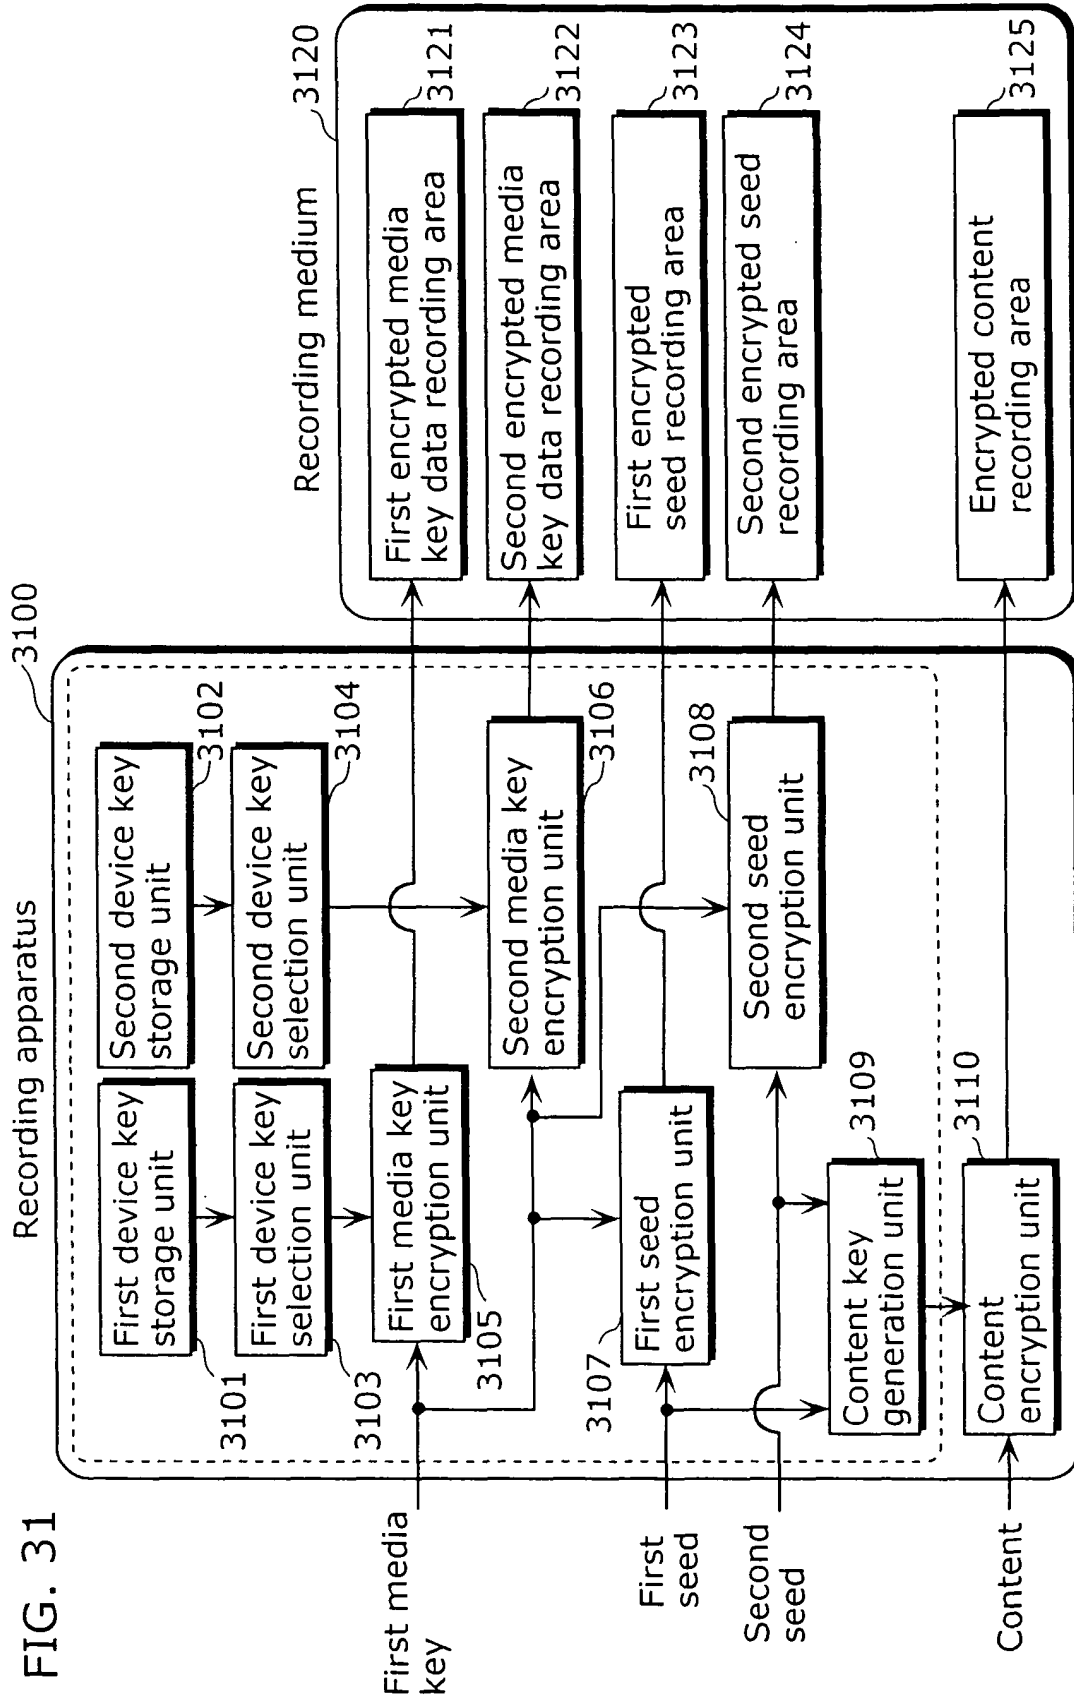 FIG. 31
Recording apparatus
3100
Recording medium
3120
First device key
storage unit
3101
Second device key
storage unit
3102
First device key
selection unit
3103
Second device key
selection unit
3104
First media
key
First media key
encryption unit
3105
First encrypted media
key data recording area
3121
Second media key
encryption unit
3106
Second encrypted media
key data recording area
3122
First
seed
3107
First seed
encryption unit
First encrypted
seed recording area
3123
Second
seed
Second seed
encryption unit
3108
Second encrypted seed
recording area
3124
Content key
generation unit
3109
Content
Content
encryption unit
3110
Encrypted content
recording area
3125